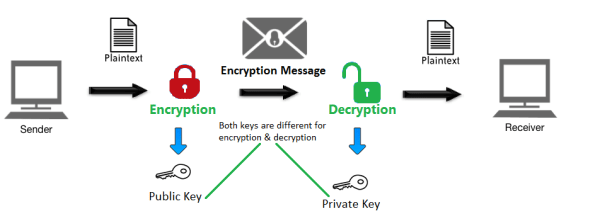 Plaintext
Plaintext
Encryption Message
Encryption
Decryption
Sender
Receiver
Both keys are different for
encryption & decryption
Public Key
Private Key